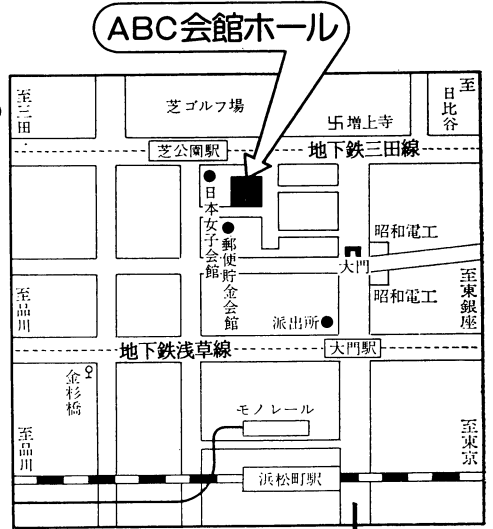 ABC会館ホール
至三田
芝ゴルフ場
卍増上寺
至日比谷
芝公園駅
地下鉄三田線
日本女子会館
郵便貯金会館
昭和電工
大門
昭和電工
至品川
至東銀座
派出所
地下鉄浅草線
大門駅
金杉橋
モノレール
至品川
至東京
浜松町駅